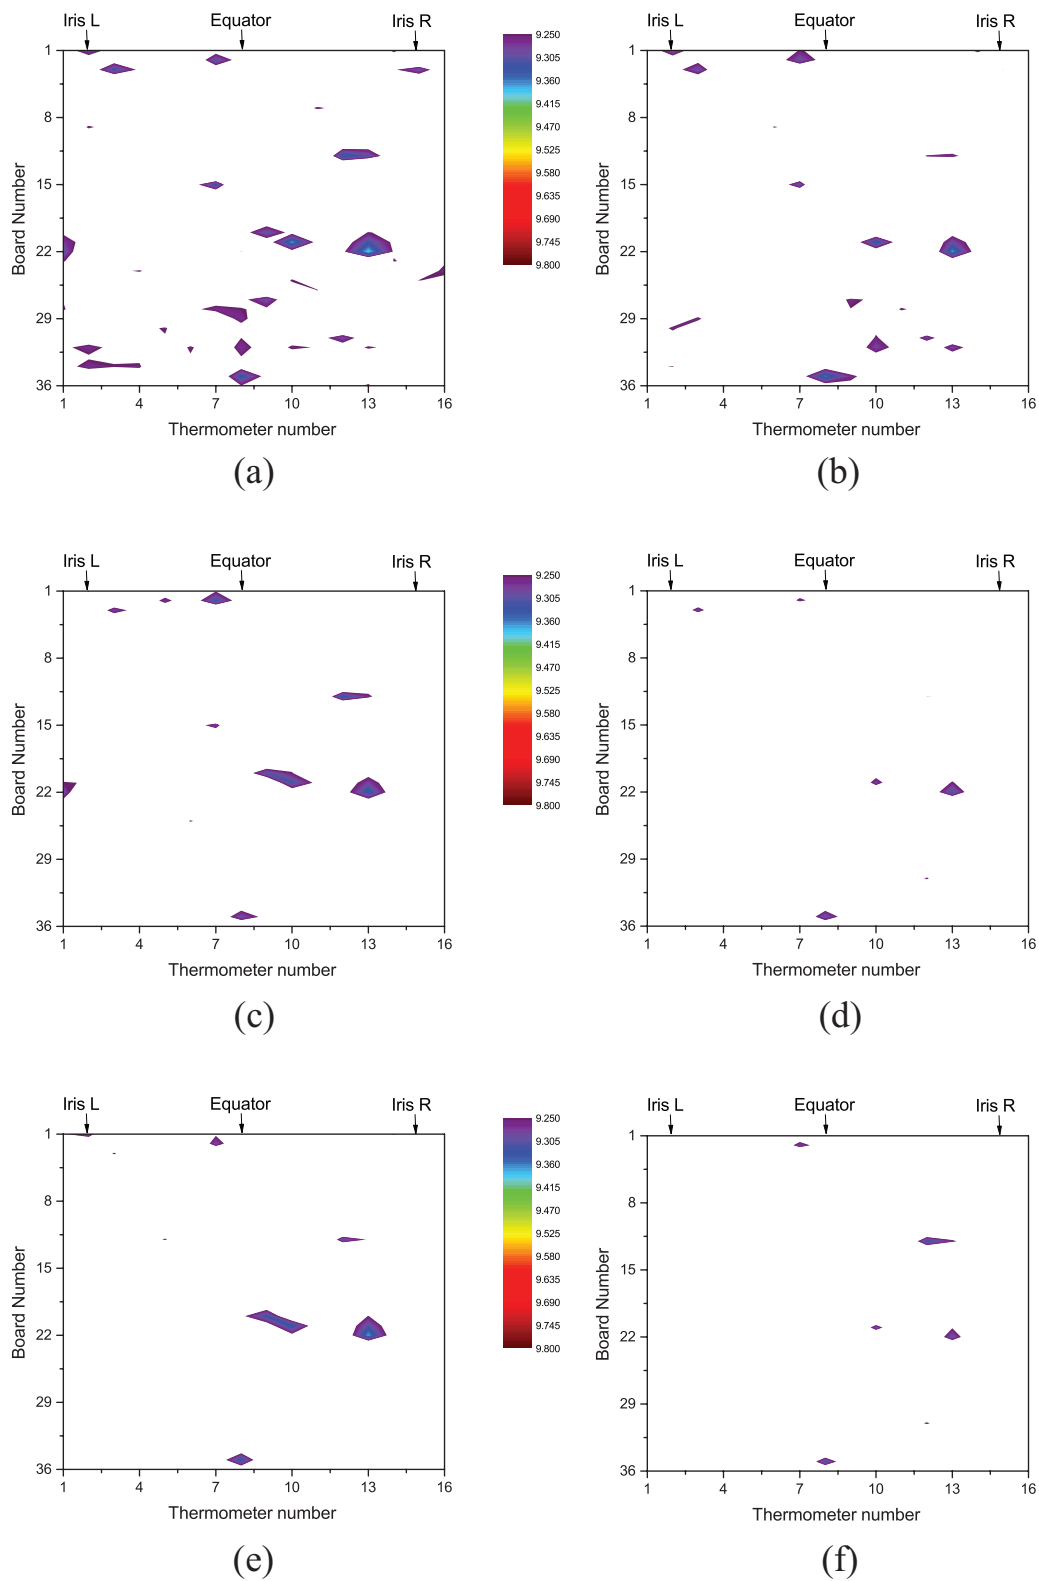 Iris L Equator Iris R
1
8
15
22
29
36
Board Number
1 4 7 10 13 16
Thermometer number
(a)
9.250
9.305
9.360
9.415
9.470
9.525
9.580
9.635
9.690
9.745
9.800
Iris L Equator Iris R
1
8
15
22
29
36
Board Number
1 4 7 10 13 16
Thermometer number
(b)
Iris L Equator Iris R
1
8
15
22
29
36
Board Number
1 4 7 10 13 16
Thermometer number
(c)
9.250
9.305
9.360
9.415
9.470
9.525
9.580
9.635
9.690
9.745
9.800
Iris L Equator Iris R
1
8
15
22
29
36
Board Number
1 4 7 10 13 16
Thermometer number
(d)
Iris L Equator Iris R
1
8
15
22
29
36
Board Number
1 4 7 10 13 16
Thermometer number
(e)
9.250
9.305
9.360
9.415
9.470
9.525
9.580
9.635
9.690
9.745
9.800
Iris L Equator Iris R
1
8
15
22
29
36
Board Number
1 4 7 10 13 16
Thermometer number
(f)